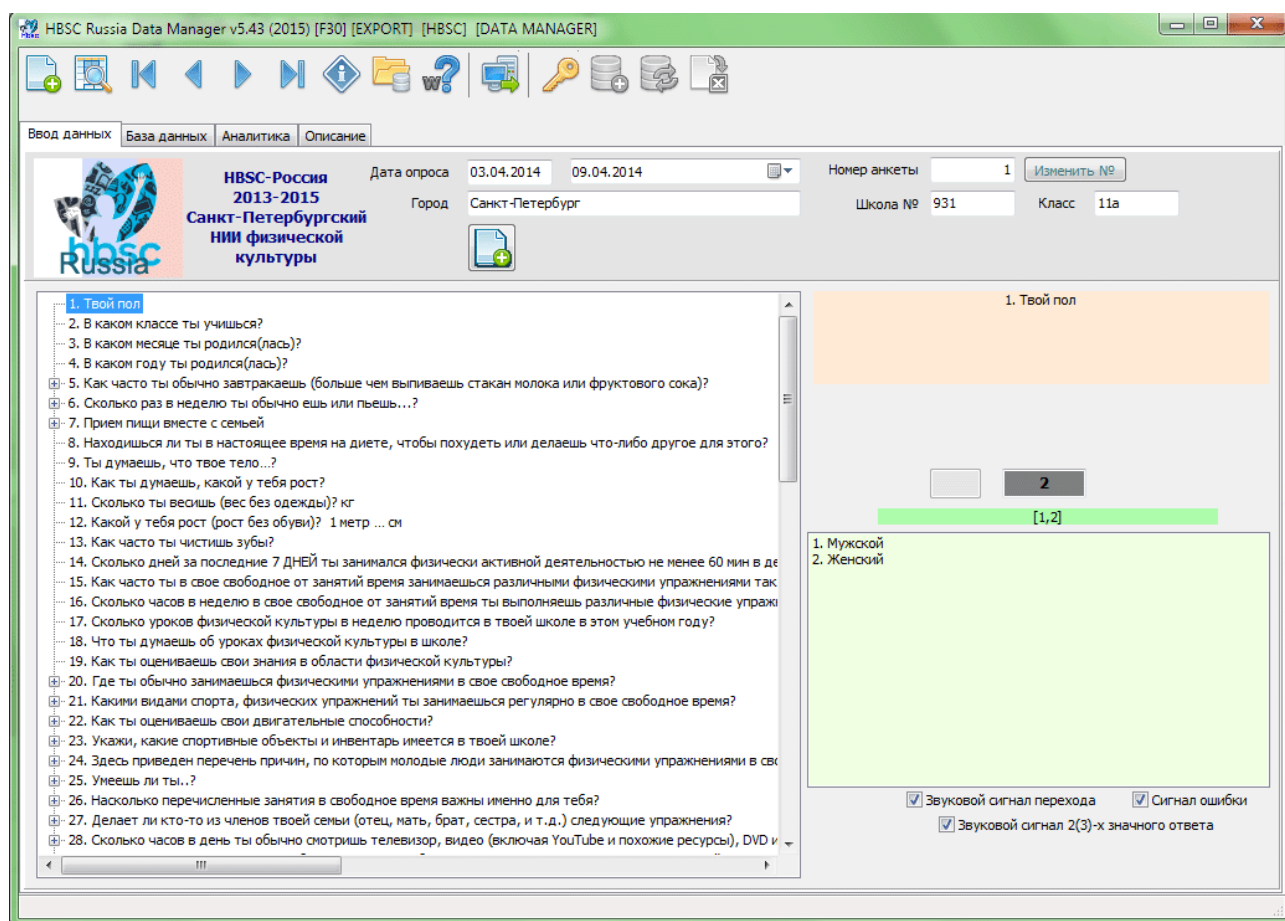 HBSC Russia Data Manager v5.43 (2015) [F30] [EXPORT] [HBSC] [DATA MANAGER]
Ввод данных База данных Аналитика Описание
hbsc
Russia
HBSC-Россия
2013-2015
Санкт-Петербургский
НИИ физической
культуры
Дата опроса 03.04.2014 09.04.2014
Город Санкт-Петербург
Номер анкеты 1 Изменить №
Школа № 931 Класс 11а
1. Твой пол
2. В каком классе ты учишься?
3. В каком месяце ты родился(лась)?
4. В каком году ты родился(лась)?
5. Как часто ты обычно завтракаешь (больше чем выпиваешь стакан молока или фруктового сока)?
6. Сколько раз в неделю ты обычно ешь или пьешь...?
7. Прием пищи вместе с семьей
8. Находишься ли ты в настоящее время на диете, чтобы похудеть или делаешь что-либо другое для этого?
9. Ты думаешь, что твое тело...?
10. Как ты думаешь, какой у тебя рост?
11. Сколько ты весишь (вес без одежды)? кг
12. Какой у тебя рост (рост без обуви)? 1 метр ... см
13. Как часто ты чистишь зубы?
14. Сколько дней за последние 7 ДНЕЙ ты занимался физически активной деятельностью не менее 60 мин в де
15. Как часто ты в свое свободное от занятий время занимаешься различными физическими упражнениями так
16. Сколько часов в неделю в свое свободное от занятий время ты выполняешь различные физические упраж
17. Сколько уроков физической культуры в неделю проводится в твоей школе в этом учебном году?
18. Что ты думаешь об уроках физической культуры в школе?
19. Как ты оцениваешь свои знания в области физической культуры?
20. Где ты обычно занимаешься физическими упражнениями в свое свободное время?
21. Какими видами спорта, физических упражнений ты занимаешься регулярно в свое свободное время?
22. Как ты оцениваешь свои двигательные способности?
23. Укажи, какие спортивные объекты и инвентарь имеется в твоей школе?
24. Здесь приведен перечень причин, по которым молодые люди занимаются физическими упражнениями в сво
25. Умеешь ли ты..?
26. Насколько перечисленные занятия в свободное время важны именно для тебя?
27. Делает ли кто-то из членов твоей семьи (отец, мать, брат, сестра, и т.д.) следующие упражнения?
28. Сколько часов в день ты обычно смотришь телевизор, видео (включая YouTube и похожие ресурсы), DVD и
1. Твой пол
2
[1,2]
1. Мужской
2. Женский
Звуковой сигнал перехода Сигнал ошибки
Звуковой сигнал 2(3)-х значного ответа